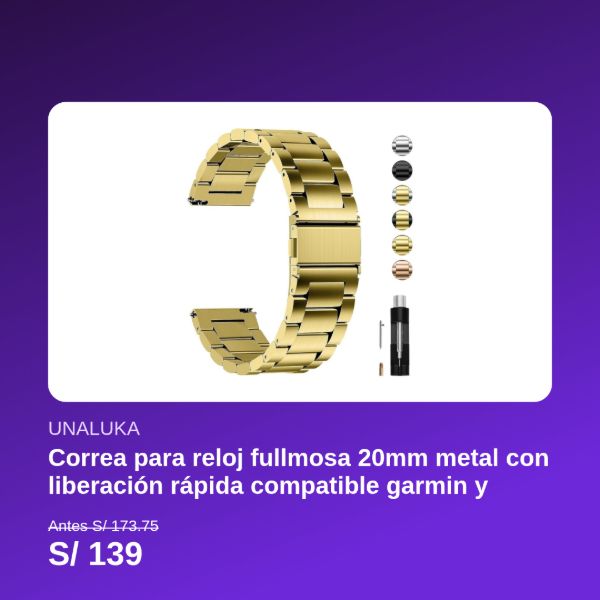 UNALUKA
Correa para reloj fullmosa 20mm metal con
liberación rápida compatible garmin y
Antes S/ 173.75
S/ 139